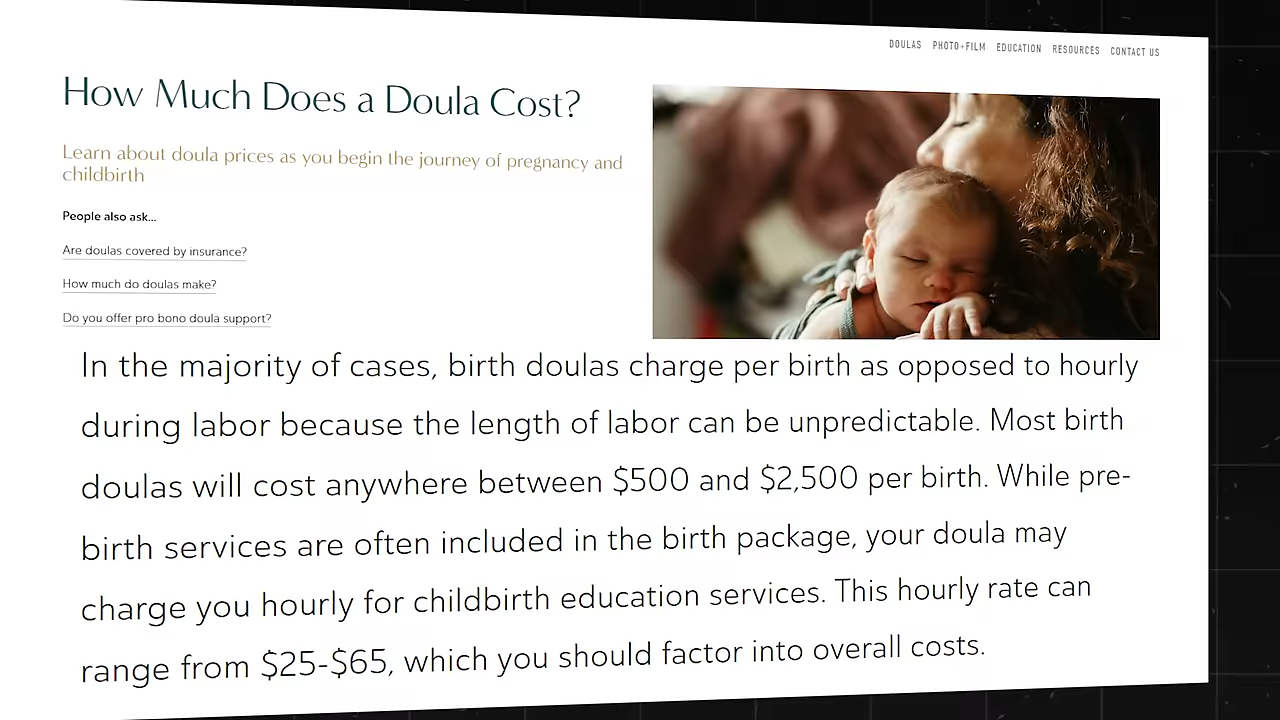 DOULAS PHOTO+FILM EDUCATION RESOURCES CONTACT US
How Much Does a Doula Cost?
Learn about doula prices as you begin the journey of pregnancy and
childbirth
People also ask...
Are doulas covered by insurance?
How much do doulas make?
Do you offer pro bono doula support?
In the majority of cases, birth doulas charge per birth as opposed to hourly
during labor because the length of labor can be unpredictable. Most birth
doulas will cost anywhere between $500 and $2,500 per birth. While pre-
birth services are often included in the birth package, your doula may
charge you hourly for childbirth education services. This hourly rate can
range from $25-$65, which you should factor into overall costs.